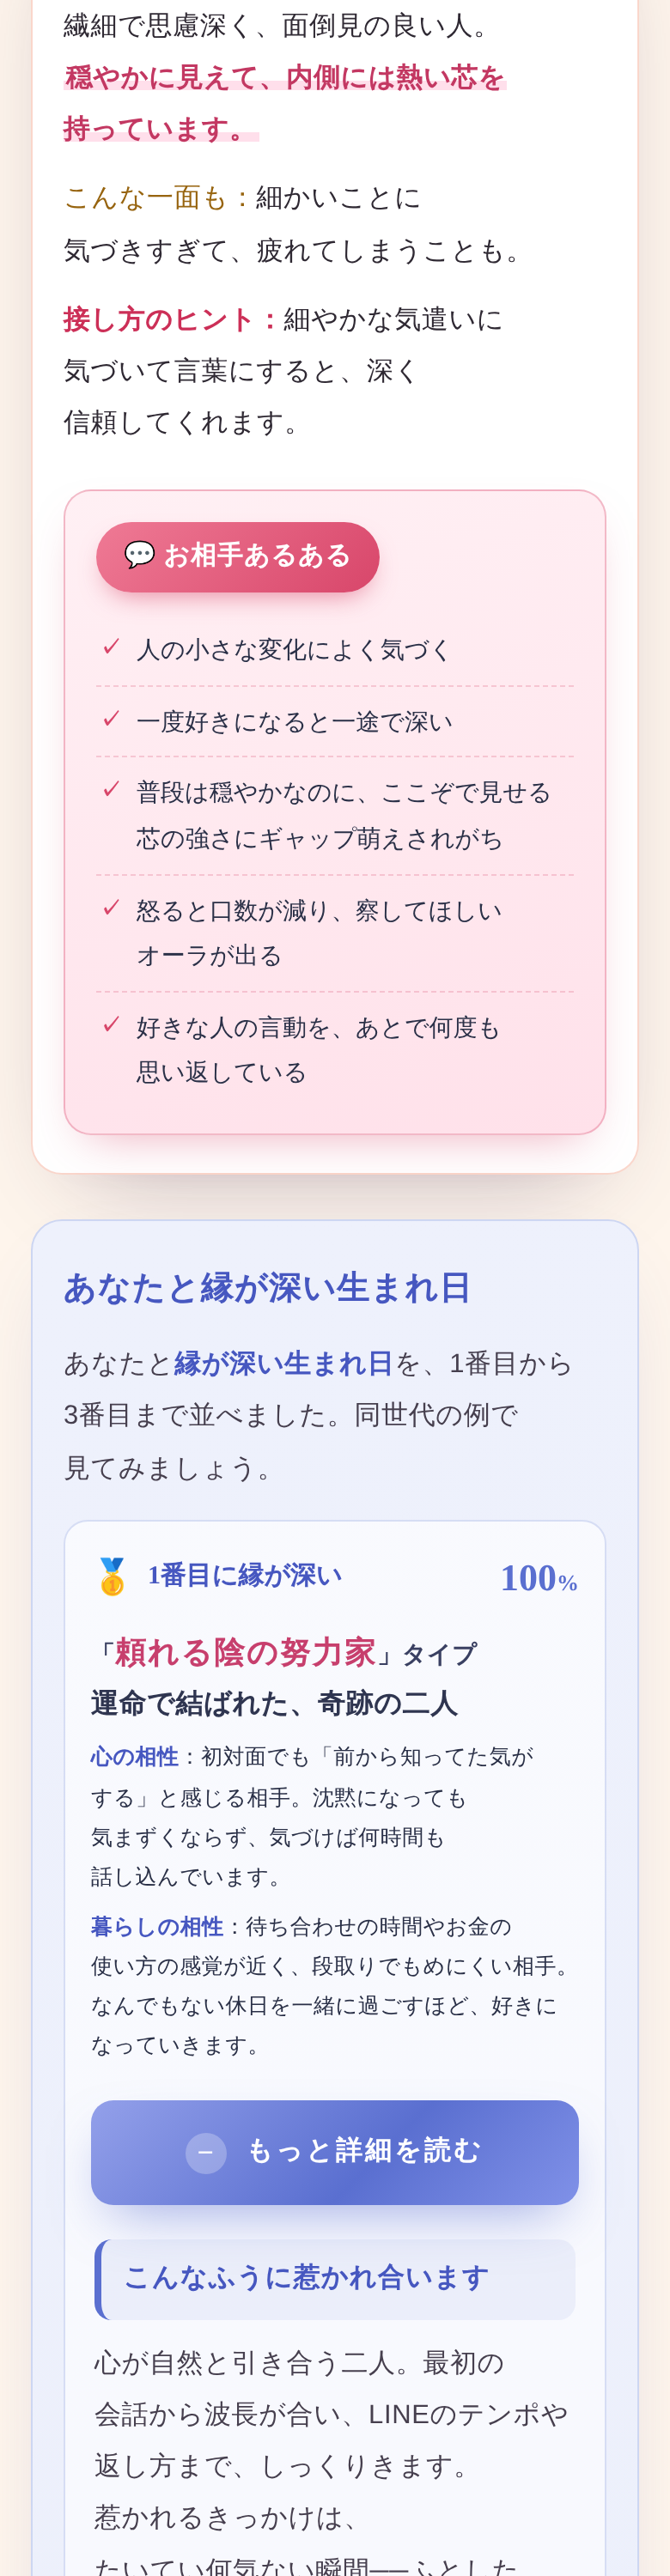 繊細で思慮深く、面倒見の良い人。
穏やかに見えて、内側には熱い芯を
持っています。
こんな一面も：細かいことに
気づきすぎて、疲れてしまうことも。
接し方のヒント：細やかな気遣いに
気づいて言葉にすると、深く
信頼してくれます。
💬 お相手あるある
✓ 人の小さな変化によく気づく
✓ 一度好きになると一途で深い
✓ 普段は穏やかなのに、ここぞで見せる
芯の強さにギャップ萌えされがち
✓ 怒ると口数が減り、察してほしい
オーラが出る
✓ 好きな人の言動を、あとで何度も
思い返している
あなたと縁が深い生まれ日
あなたと縁が深い生まれ日を、1番目から
3番目まで並べました。同世代の例で
見てみましょう。
🥇 1番目に縁が深い 100%
「頼れる陰の努力家」タイプ
運命で結ばれた、奇跡の二人
心の相性：初対面でも「前から知ってた気が
する」と感じる相手。沈黙になっても
気まずくならず、気づけば何時間も
話し込んでいます。
暮らしの相性：待ち合わせの時間やお金の
使い方の感覚が近く、段取りでもめにくい相手。
なんでもない休日を一緒に過ごすほど、好きに
なっていきます。
− もっと詳細を読む
こんなふうに惹かれ合います
心が自然と引き合う二人。最初の
会話から波長が合い、LINEのテンポや
返し方まで、しっくりきます。
惹かれるきっかけは、
たいてい何気ない瞬間── ふとした